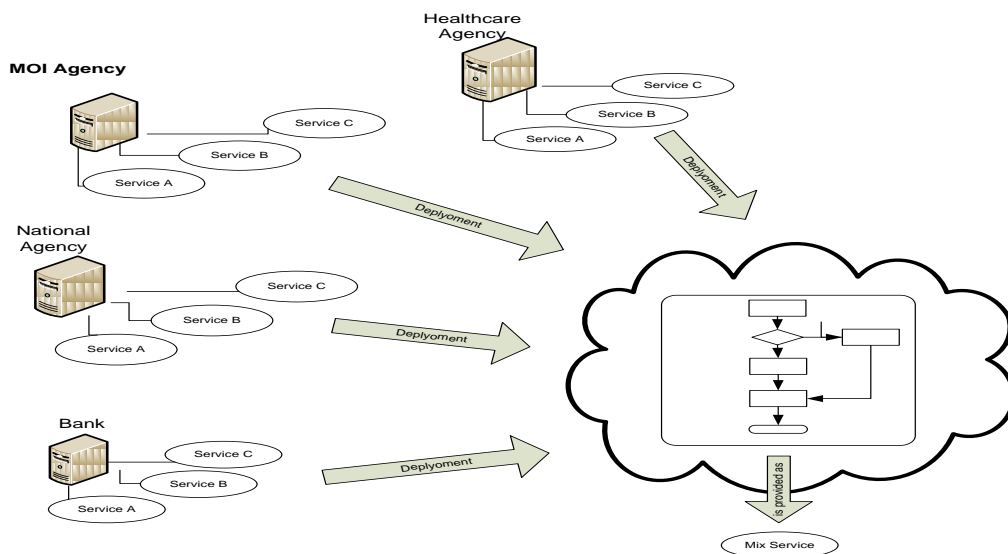 Healthcare
Agency
MOI Agency
Service C
Service B
Service A
Service C
Service B
Service A
Deplyoment
Deplyoment
National
Agency
Service C
Service B
Service A
Deplyoment
Bank
Service C
Service B
Service A
Deplyoment
is provided as
Mix Service